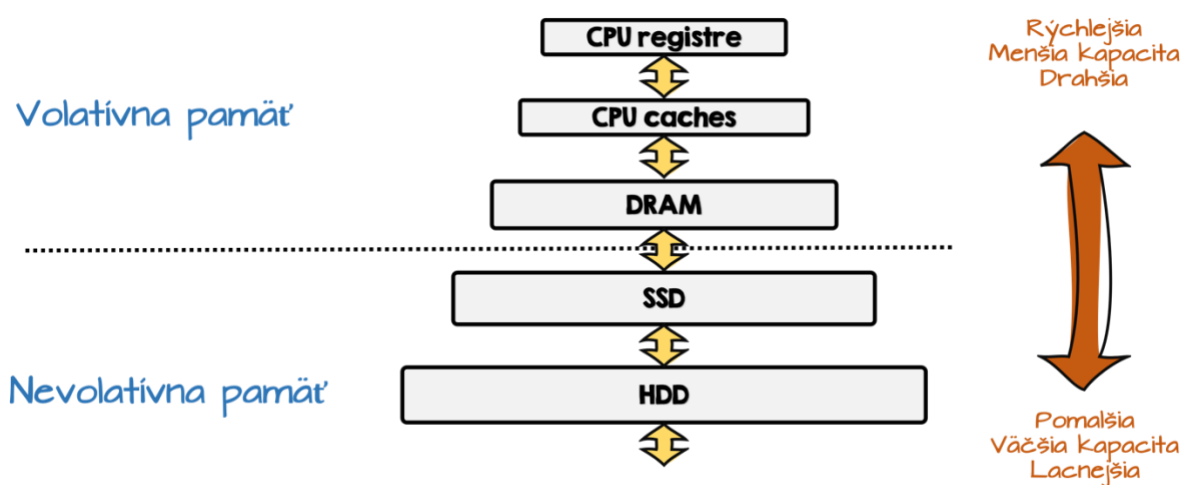 CPU registre
Rýchlejšia
Menšia kapacita
Drahšia
Volatívna pamäť
CPU caches
DRAM
SSD
Nevolatívna pamäť
HDD
Pomalšia
Väčšia kapacita
Lacnejšia